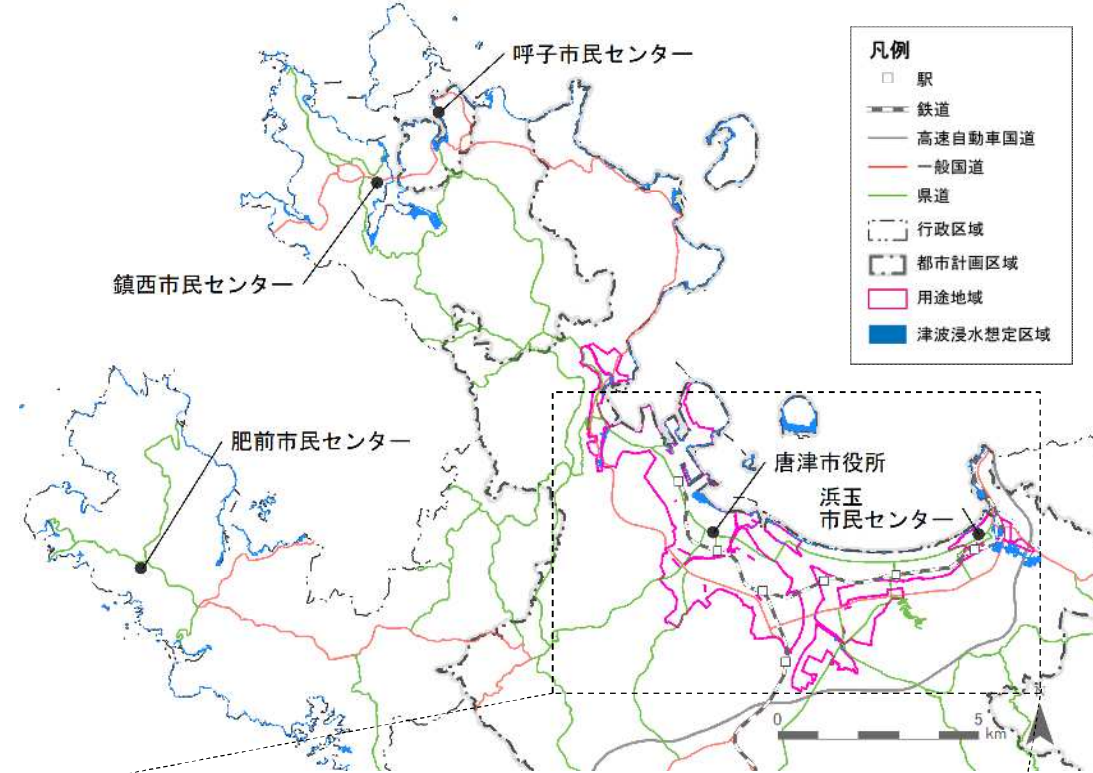 呼子市民センター
鎮西市民センター
肥前市民センター
唐津市役所
浜玉
市民センター
凡例
駅
鉄道
高速自動車国道
一般国道
県道
行政区域
都市計画区域
用途地域
津波浸水想定区域
0 5
km